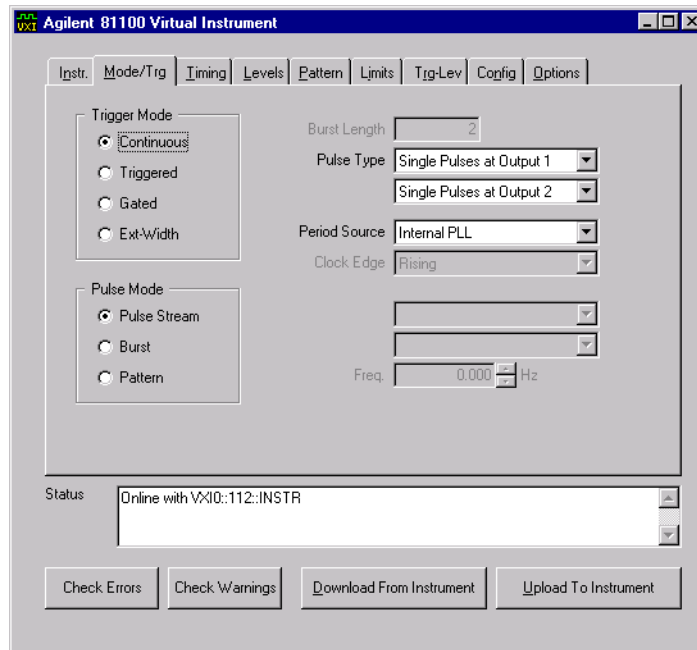 VXI Agilent 81100 Virtual Instrument
Instr. Mode/Trg Timing Levels Pattern Limits Trg-Lev Config Options
Trigger Mode
Continuous
Triggered
Gated
Ext-Width
Pulse Mode
Pulse Stream
Burst
Pattern
Burst Length 2
Pulse Type Single Pulses at Output 1
Single Pulses at Output 2
Period Source Internal PLL
Clock Edge Rising
Freq. 0.000 Hz
Status Online with VXI0::112::INSTR
Check Errors Check Warnings Download From Instrument Upload To Instrument